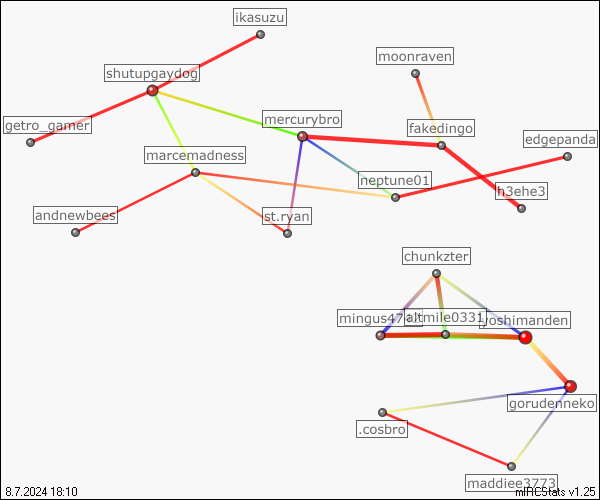 ikasuzu
moonraven
shutupgaydog
getro_gamer
mercurybro
fakedingo
edgepanda
marcemadness
neptune01
h3ehe3
andnewbees
st.ryan
chunkzter
altmile0331
yoshimanden
gorudenneko
.cosbro
maddiee3773
8.7.2024 18:10
mIRCStats v1.25